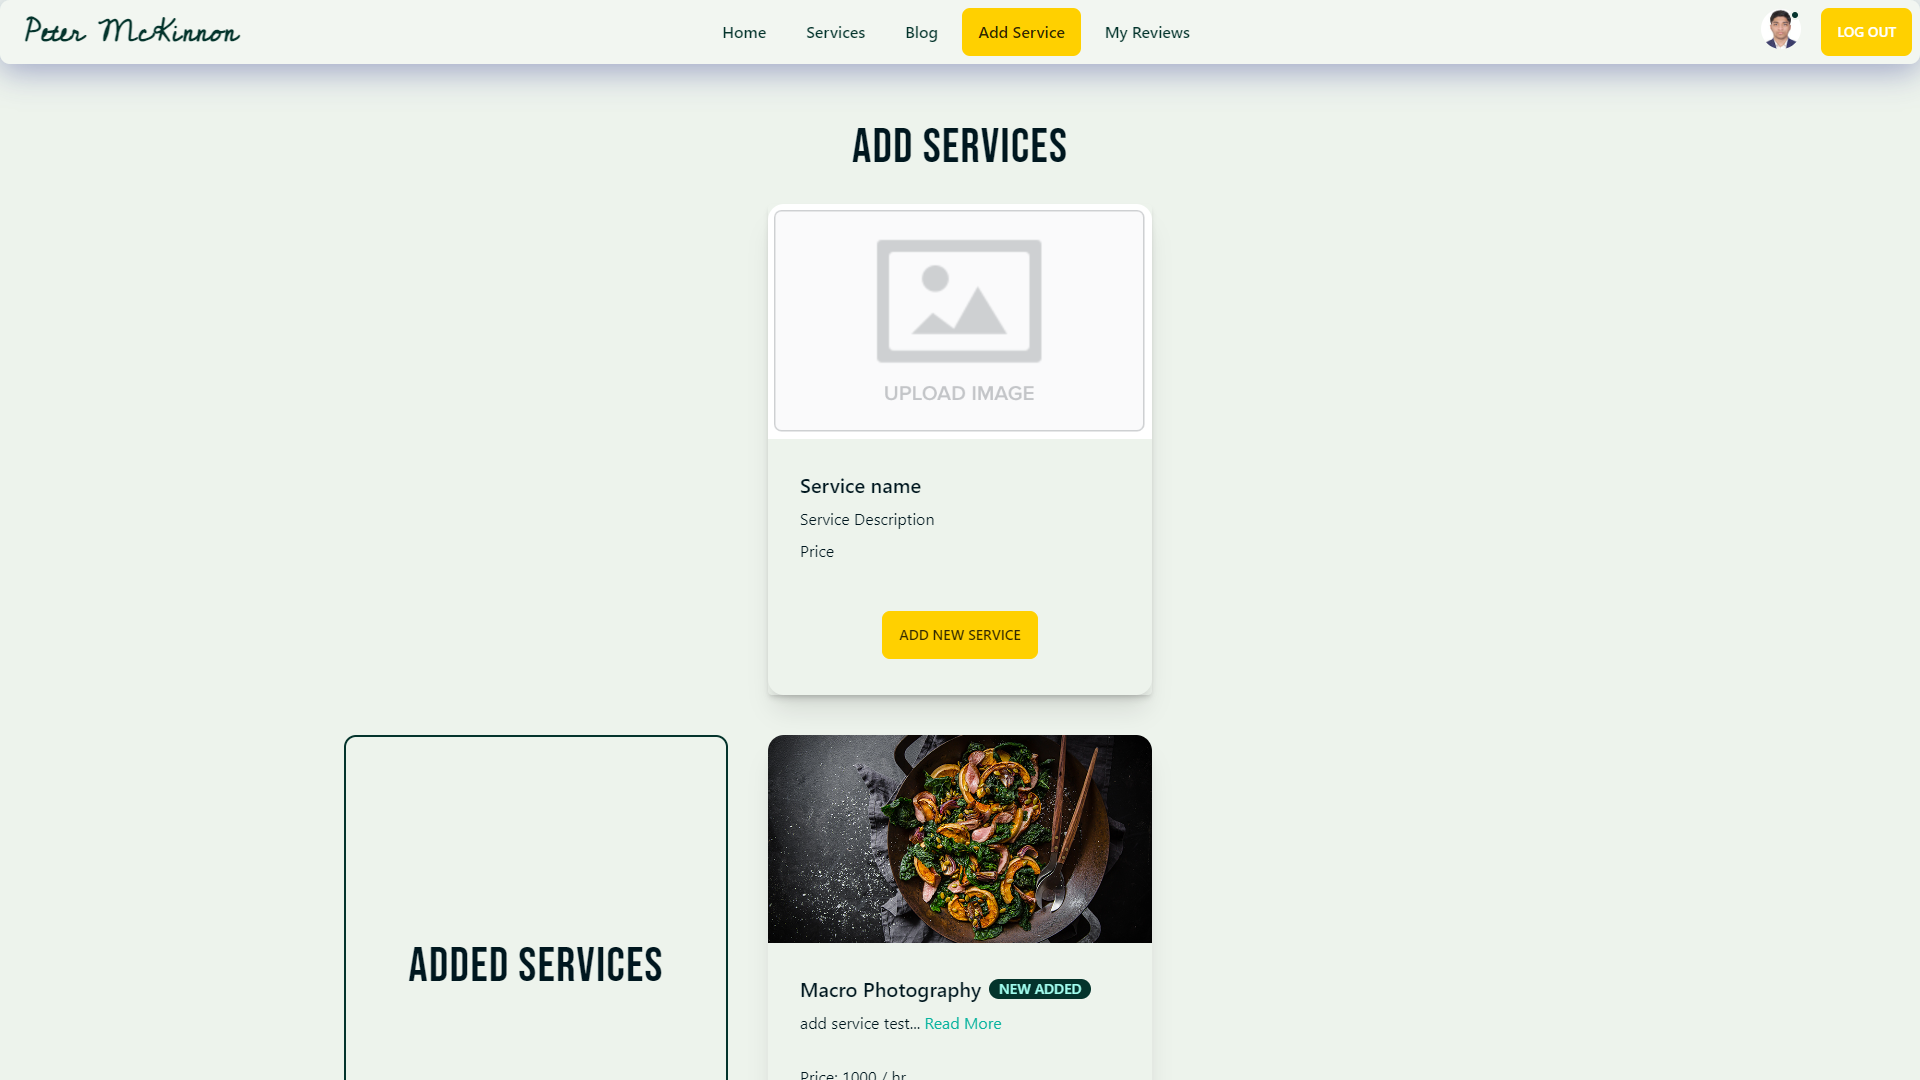 Peter McKinnon
Home
Services
Blog
Add Service
My Reviews
LOG OUT
ADD SERVICES
UPLOAD IMAGE
Service name
Service Description
Price
ADD NEW SERVICE
ADDED SERVICES
Macro Photography NEW ADDED
add service test... Read More
Price: 1000 / hr